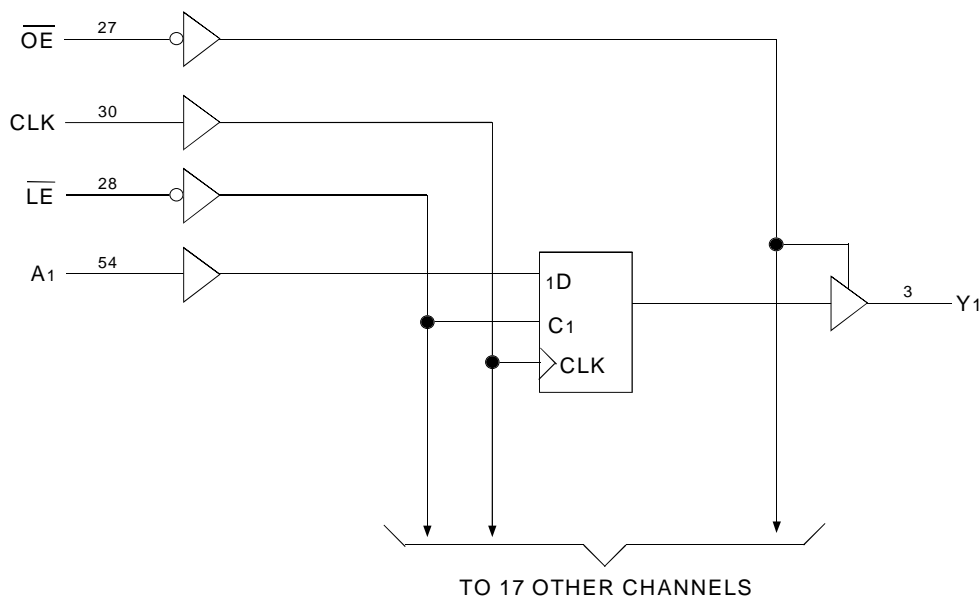 OE 27
CLK 30
LE 28
A1 54
1D
C1
CLK
3 Y1
TO 17 OTHER CHANNELS